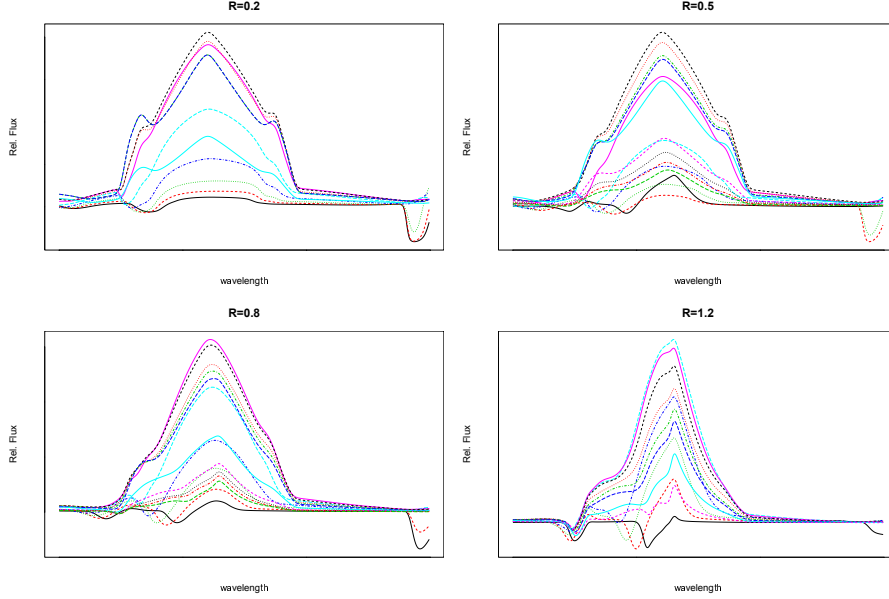 R=0.2
R=0.5
Rel. Flux
Rel. Flux
wavelength
wavelength
R=0.8
R=1.2
Rel. Flux
Rel. Flux
wavelength
wavelength